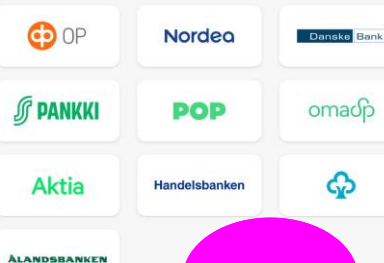 OP Nordea Danske Bank
PANKKI POP omaSp
Aktia Handelsbanken
ÅLANDSBANKEN